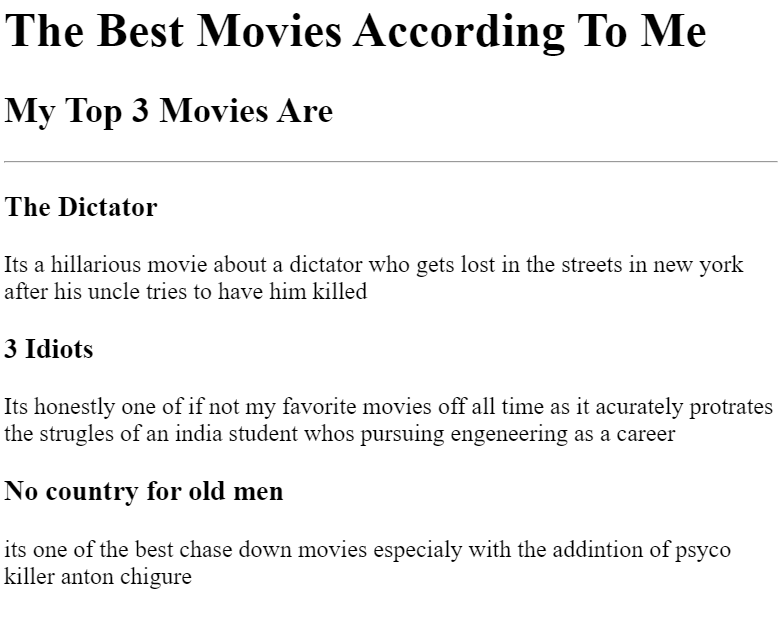 The Best Movies According To Me
My Top 3 Movies Are
The Dictator
Its a hillarious movie about a dictator who gets lost in the streets in new york
after his uncle tries to have him killed
3 Idiots
Its honestly one of if not my favorite movies off all time as it acurately protrates
the strugles of an india student whos pursuing engeneering as a career
No country for old men
its one of the best chase down movies especialy with the addintion of psyco
killer anton chigure